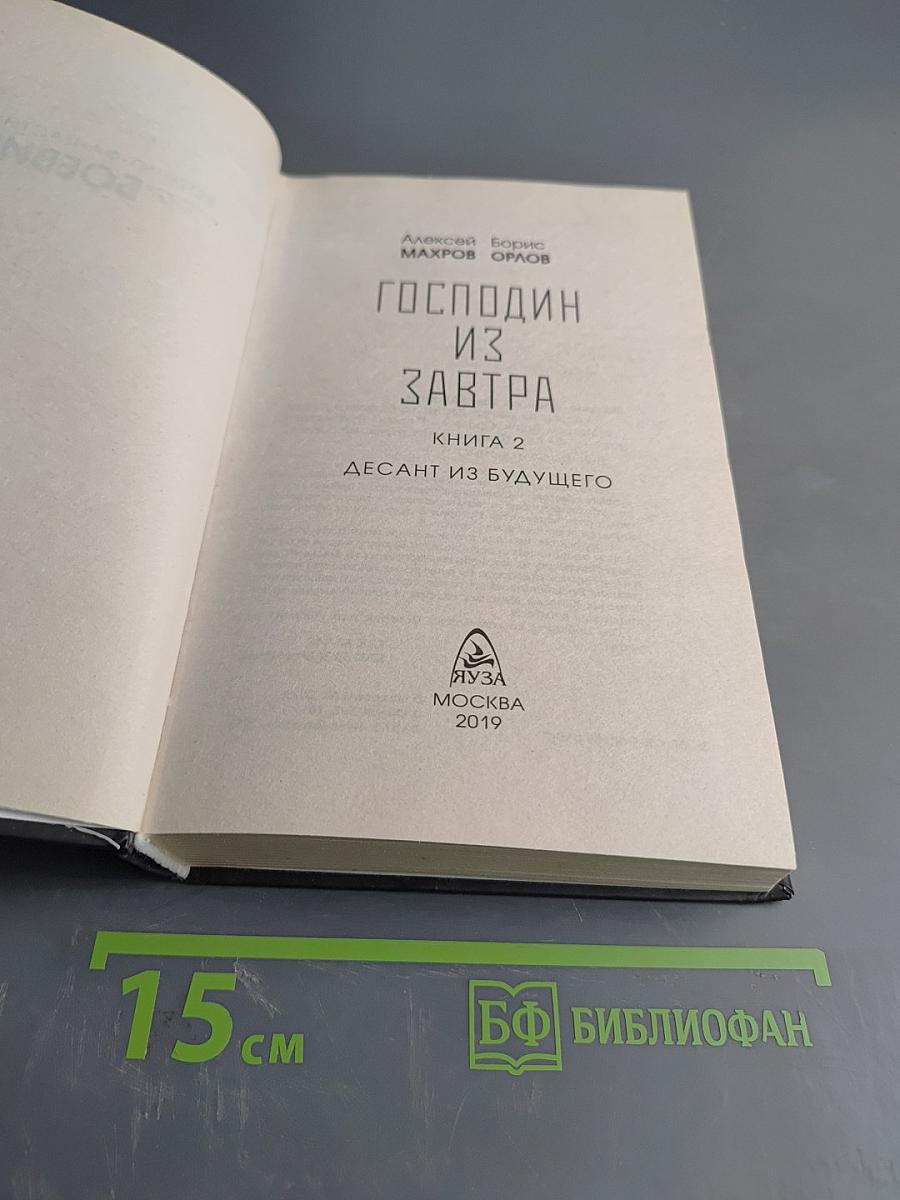 Алексей Борис
МАХРОВ ОРЛОВ
ГОСПОДИН
ИЗ
ЗАВТРА
КНИГА 2
ДЕСАНТ ИЗ БУДУЩЕГО
ЯУЗА
МОСКВА
2019
15 см
БФ БИБЛИОФАН